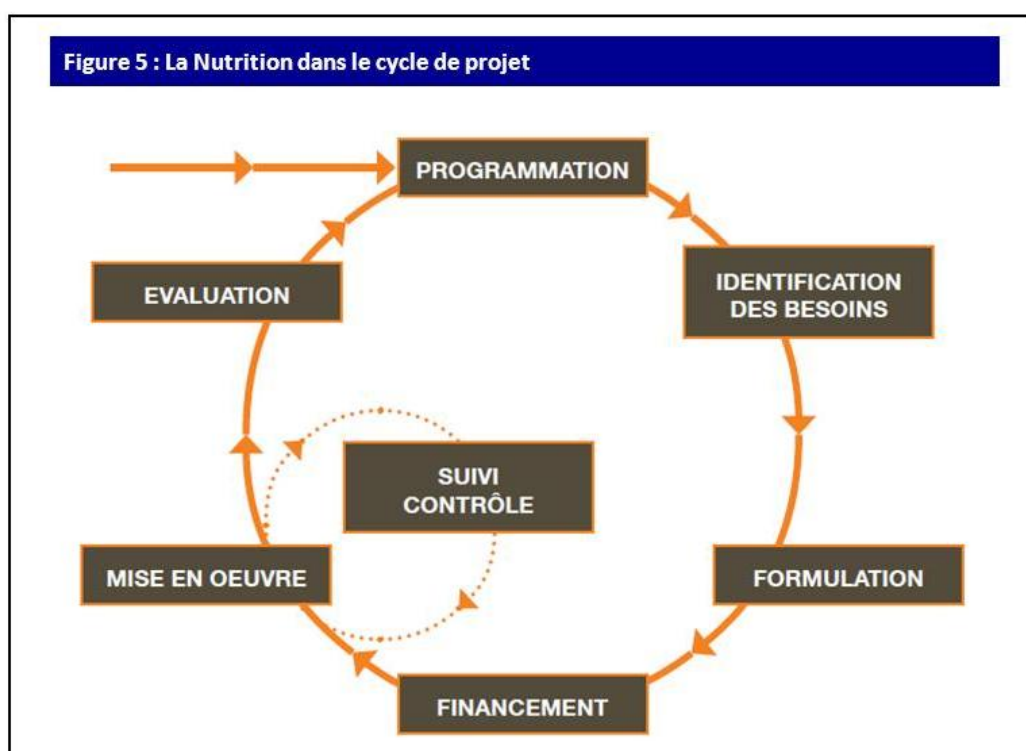 Figure 5 : La Nutrition dans le cycle de projet
PROGRAMMATION
IDENTIFICATION
DES BESOINS
EVALUATION
SUIVI
CONTRÔLE
MISE EN OEUVRE
FORMULATION
FINANCEMENT